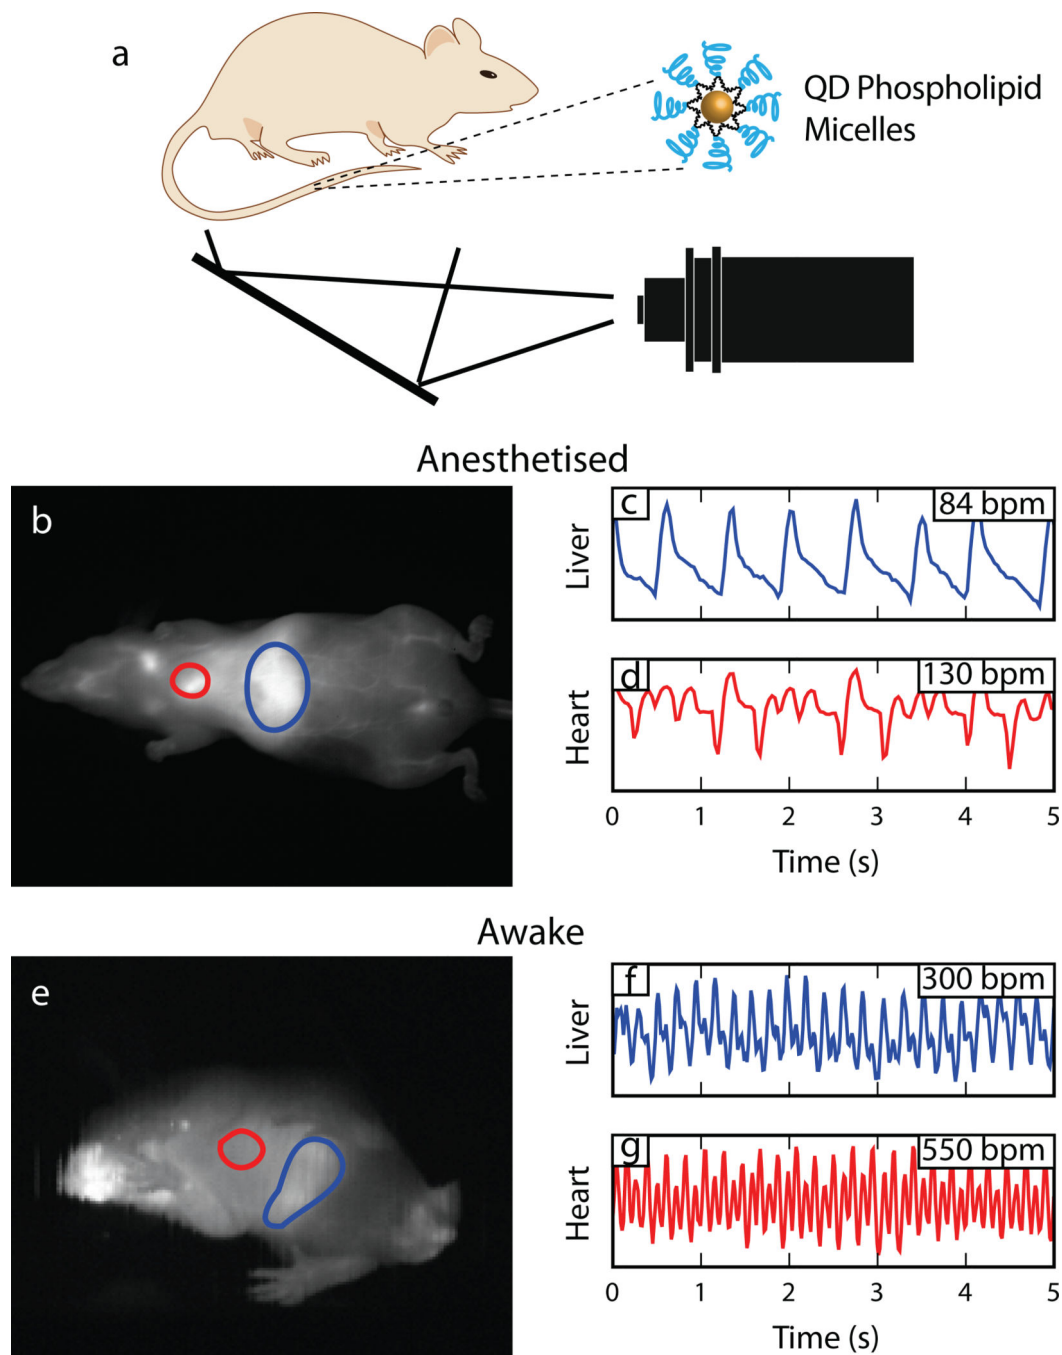 a
QD Phospholipid
Micelles
Anesthetised
b
c
84 bpm
Liver
d
130 bpm
Heart
0 1 2 3 4 5
Time (s)
Awake
e
f
300 bpm
Liver
g
550 bpm
Heart
0 1 2 3 4 5
Time (s)